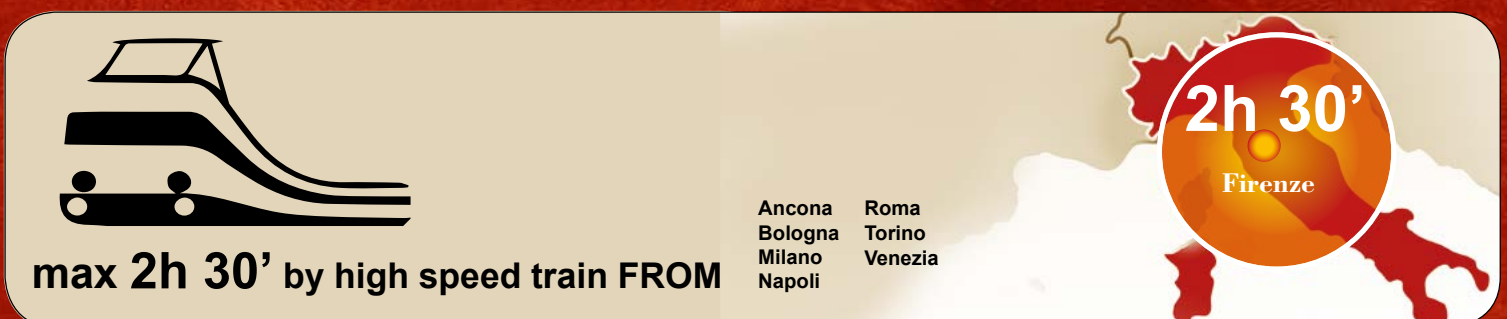 max 2h 30’ by high speed train FROM
Ancona
Bologna
Milano
Napoli
Roma
Torino
Venezia
2h 30’
Firenze